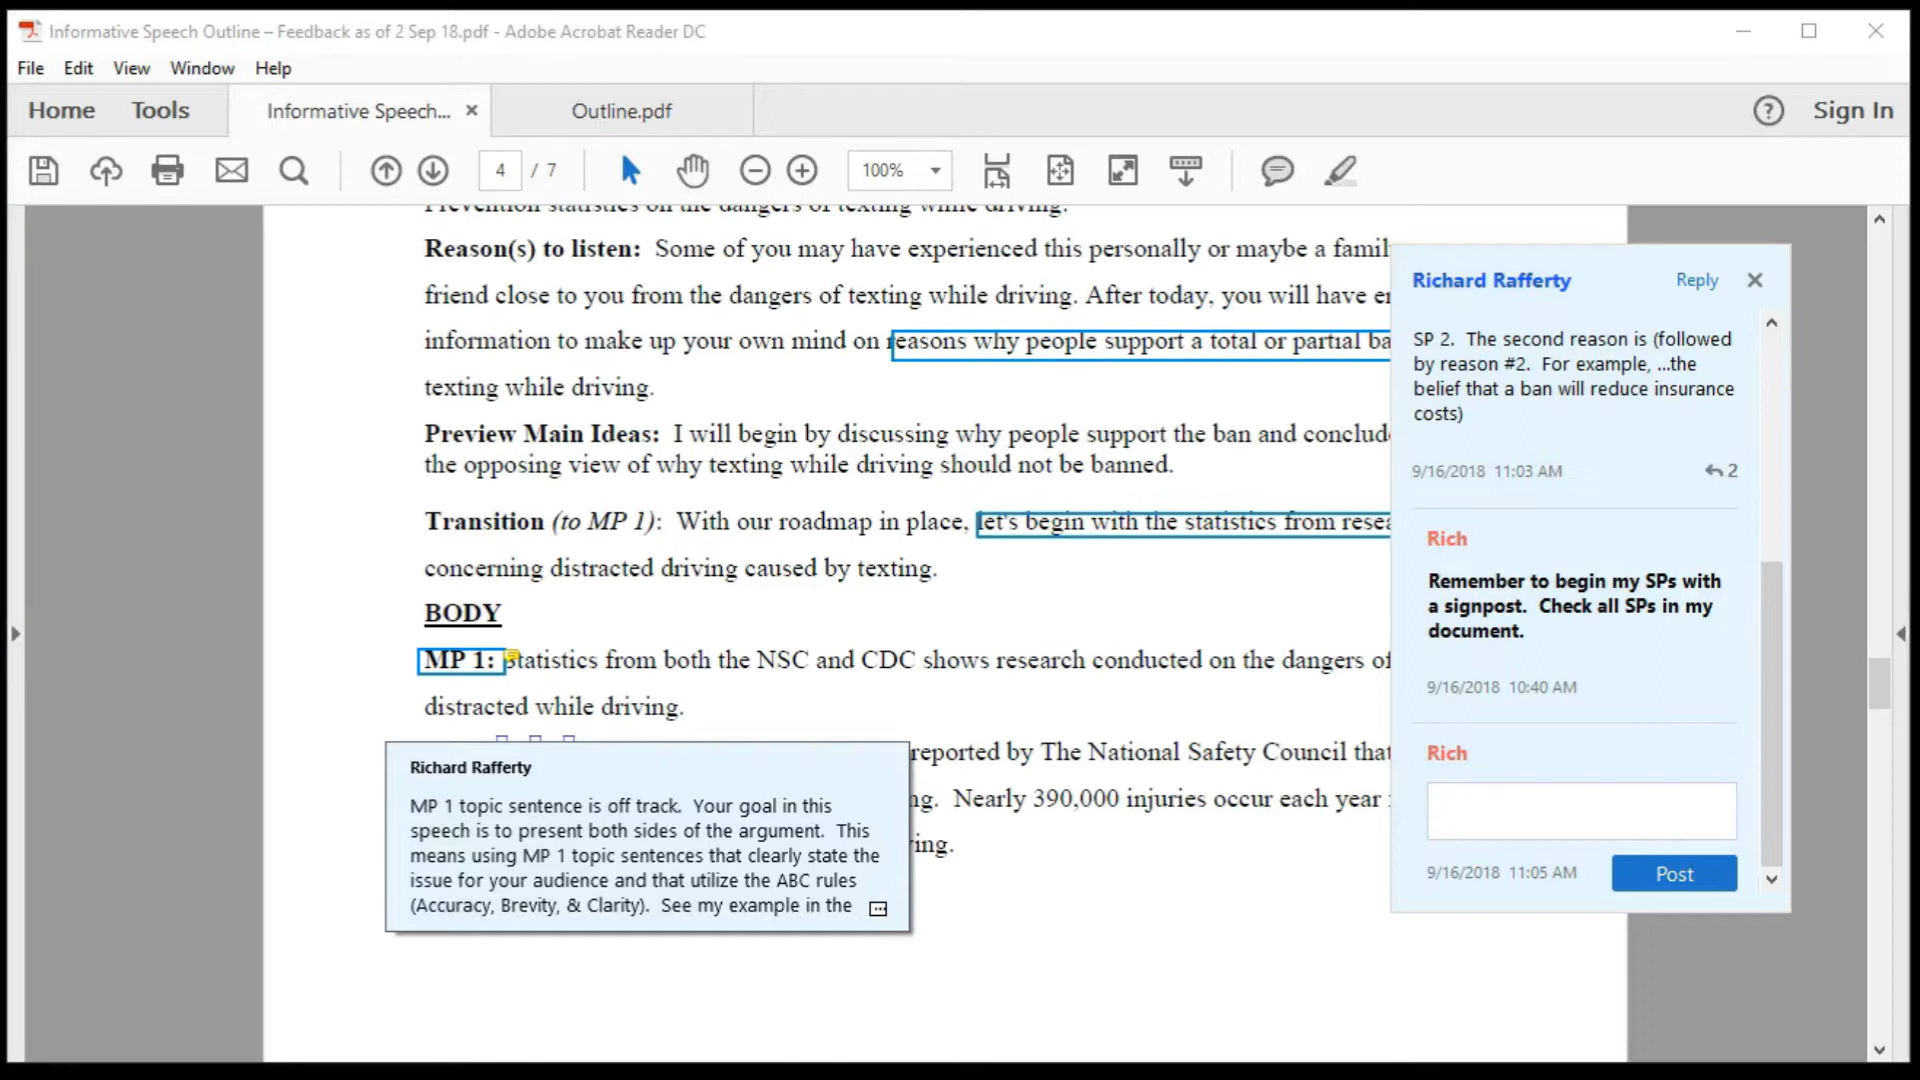 Informative Speech Outline – Feedback as of 2 Sep 18.pdf - Adobe Acrobat Reader DC
File Edit View Window Help
Home Tools Informative Speech... × Outline.pdf Sign In
4 / 7 100%
Prevention statistics on the dangers of texting while driving.
Reason(s) to listen: Some of you may have experienced this personally or maybe a famil
friend close to you from the dangers of texting while driving. After today, you will have
information to make up your own mind on reasons why people support a total or partial ba
texting while driving.
Preview Main Ideas: I will begin by discussing why people support the ban and conclud
the opposing view of why texting while driving should not be banned.
Transition (to MP 1): With our roadmap in place, let's begin with the statistics from resea
concerning distracted driving caused by texting.
BODY
MP 1: Statistics from both the NSC and CDC shows research conducted on the dangers of
distracted while driving.
reported by The National Safety Council that
ng. Nearly 390,000 injuries occur each year
ving.
Richard Rafferty
MP 1 topic sentence is off track. Your goal in this
speech is to present both sides of the argument. This
means using MP 1 topic sentences that clearly state the
issue for your audience and that utilize the ABC rules
(Accuracy, Brevity, & Clarity). See my example in the
Richard Rafferty Reply
SP 2. The second reason is (followed
by reason #2. For example, ...the
belief that a ban will reduce insurance
costs)
9/16/2018 11:03 AM 2
Rich
Remember to begin my SPs with
a signpost. Check all SPs in my
document.
9/16/2018 10:40 AM
Rich
9/16/2018 11:05 AM Post